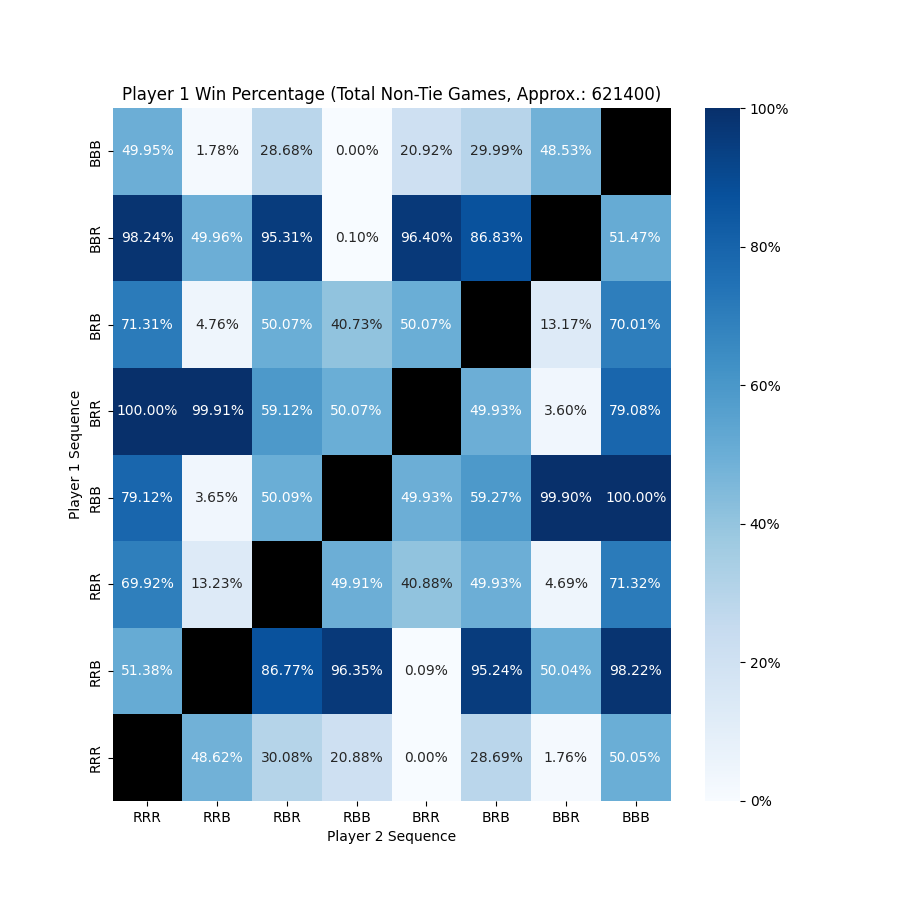 Player 1 Win Percentage (Total Non-Tie Games, Approx.: 621400)
Player 1 Sequence
BBB 49.95% 1.78% 28.68% 0.00% 20.92% 29.99% 48.53%
BBR 98.24% 49.96% 95.31% 0.10% 96.40% 86.83% 51.47%
BRB 71.31% 4.76% 50.07% 40.73% 50.07% 13.17% 70.01%
BRR 100.00% 99.91% 59.12% 50.07% 49.93% 3.60% 79.08%
RBB 79.12% 3.65% 50.09% 49.93% 59.27% 99.90% 100.00%
RBR 69.92% 13.23% 49.91% 40.88% 49.93% 4.69% 71.32%
RRB 51.38% 86.77% 96.35% 0.09% 95.24% 50.04% 98.22%
RRR 48.62% 30.08% 20.88% 0.00% 28.69% 1.76% 50.05%
RRR RRB RBR RBB BRR BRB BBR BBB
Player 2 Sequence
100%
80%
60%
40%
20%
0%